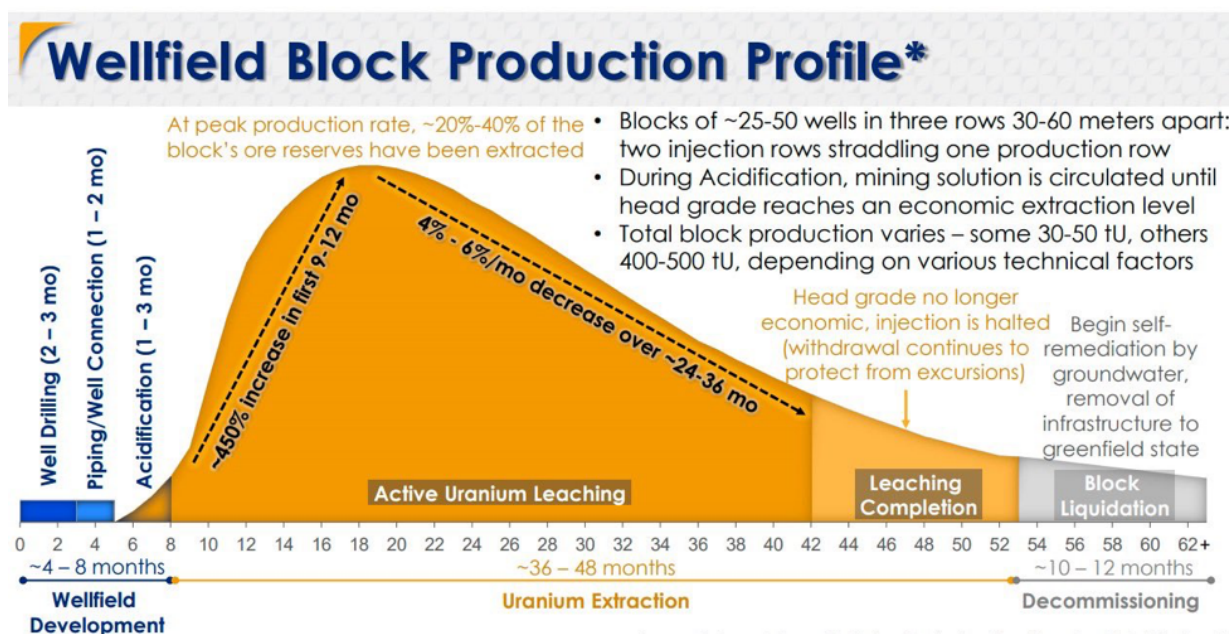 Wellfield Block Production Profile*
At peak production rate, ~20%-40% of the
block's ore reserves have been extracted
• Blocks of ~25-50 wells in three rows 30-60 meters apart:
two injection rows straddling one production row
• During Acidification, mining solution is circulated until
head grade reaches an economic extraction level
• Total block production varies – some 30-50 tU, others
400-500 tU, depending on various technical factors
Well Drilling (2 – 3 mo)
Piping/Well Connection (1 – 2 mo)
Acidification (1 – 3 mo)
~450% increase in first 9-12 mo
4% - 6%/mo decrease over ~24-36 mo
Head grade no longer
economic, injection is halted
(withdrawal continues to
protect from excursions)
Begin self-
remediation by
groundwater,
removal of
infrastructure to
greenfield state
Active Uranium Leaching
Leaching
Completion
Block
Liquidation
0 2 4 6 8 10 12 14 16 18 20 22 24 26 28 30 32 34 36 38 40 42 44 46 48 50 52 54 56 58 60 62+
~4 – 8 months
~36 – 48 months
~10 – 12 months
Wellfield
Development
Uranium Extraction
Decommissioning